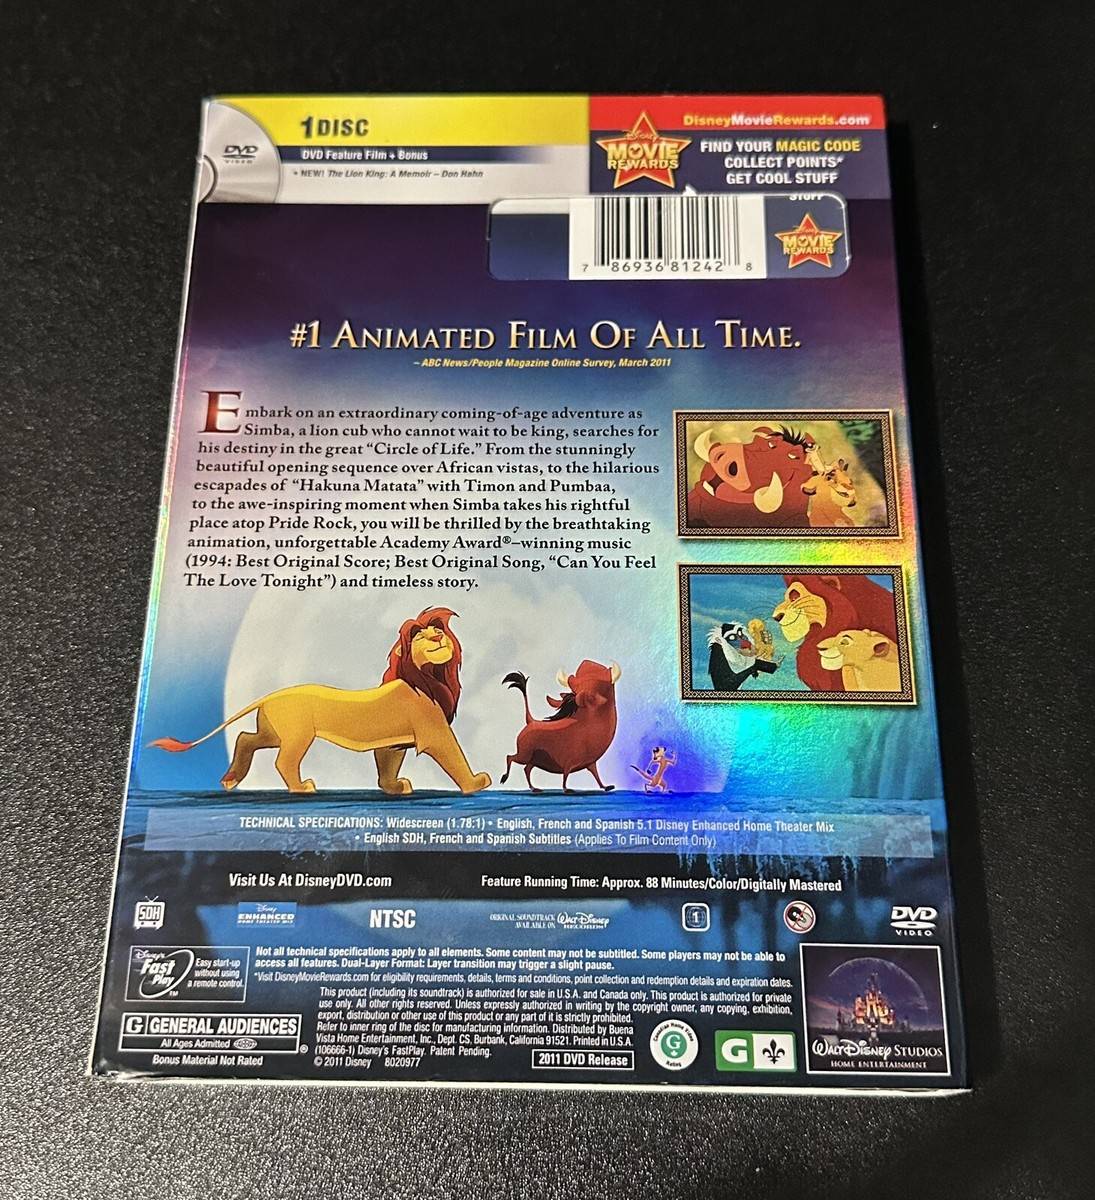 1 DISC
DVD
VIDEO
DVD Feature Film + Bonus
• NEW! The Lion King: A Memoir – Don Hahn
DisneyMovieRewards.com
Disney
MOVIE
REWARDS
FIND YOUR MAGIC CODE
COLLECT POINTS*
GET COOL STUFF
STUFF
Disney
MOVIE
REWARDS
7 86936 81242 8
#1 ANIMATED FILM OF ALL TIME.
– ABC News/People Magazine Online Survey, March 2011
Embark on an extraordinary coming-of-age adventure as
Simba, a lion cub who cannot wait to be king, searches for
his destiny in the great “Circle of Life.” From the stunningly
beautiful opening sequence over African vistas, to the hilarious
escapades of “Hakuna Matata” with Timon and Pumbaa,
to the awe-inspiring moment when Simba takes his rightful
place atop Pride Rock, you will be thrilled by the breathtaking
animation, unforgettable Academy Award®–winning music
(1994: Best Original Score; Best Original Song, “Can You Feel
The Love Tonight”) and timeless story.
TECHNICAL SPECIFICATIONS: Widescreen (1.78:1) • English, French and Spanish 5.1 Disney Enhanced Home Theater Mix
• English SDH, French and Spanish Subtitles (Applies To Film Content Only)
Visit Us At DisneyDVD.com
Feature Running Time: Approx. 88 Minutes/Color/Digitally Mastered
SDH
Disney
ENHANCED
HOME THEATER MIX
NTSC
ORIGINAL SOUNDTRACK
AVAILABLE ON
WALT DISNEY
RECORDS
1
DVD
VIDEO
Disney's
Fast
Play
TM
Easy start-up
without using
a remote control.
Not all technical specifications apply to all elements. Some content may not be subtitled. Some players may not be able to
access all features. Dual-Layer Format: Layer transition may trigger a slight pause.
*Visit DisneyMovieRewards.com for eligibility requirements, details, terms and conditions, point collection and redemption details and expiration dates.
This product (including its soundtrack) is authorized for sale in U.S.A. and Canada only. This product is authorized for private
use only. All other rights reserved. Unless expressly authorized in writing by the copyright owner, any copying, exhibition,
export, distribution or other use of this product or any part of it is strictly prohibited.
Refer to inner ring of the disc for manufacturing information. Distributed by Buena
Vista Home Entertainment, Inc., Dept. CS, Burbank, California 91521. Printed in U.S.A.
(106666-1) Disney's FastPlay. Patent Pending.
© 2011 Disney 8020977
2011 DVD Release
G GENERAL AUDIENCES
All Ages Admitted
®
Bonus Material Not Rated
Canadian Home Video
G
Rating
G
WALT DISNEY STUDIOS
HOME ENTERTAINMENT